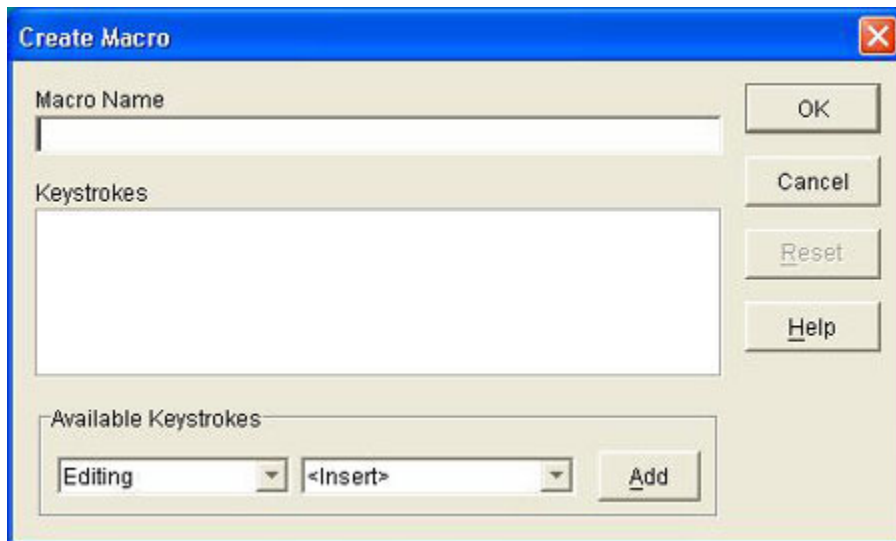 Create Macro
Macro Name
OK
Cancel
Keystrokes
Reset
Help
Available Keystrokes
Editing <Insert> Add